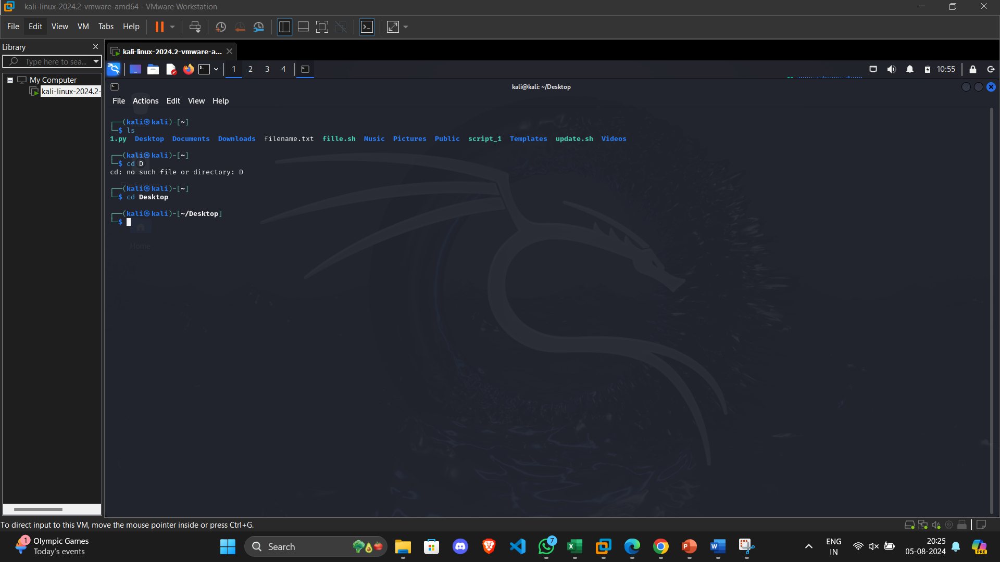 kali-linux-2024.2-vmware-amd64 - VMware Workstation
File Edit View VM Tabs Help
Library
Type here to sea...
My Computer
kali-linux-2024.2-
kali-linux-2024.2-vmware-a...
1 2 3 4
10:55
kali@kali: ~/Desktop
File Actions Edit View Help
┌──(kali㉿kali)-[~]
└─$ ls
1.py Desktop Documents Downloads filename.txt fille.sh Music Pictures Public script_1 Templates update.sh Videos
┌──(kali㉿kali)-[~]
└─$ cd D
cd: no such file or directory: D
┌──(kali㉿kali)-[~]
└─$ cd Desktop
┌──(kali㉿kali)-[~/Desktop]
└─$
Home
To direct input to this VM, move the mouse pointer inside or press Ctrl+G.
1
Olympic Games
Today's events
Search
7
ENG
IN
20:25
05-08-2024
PRE